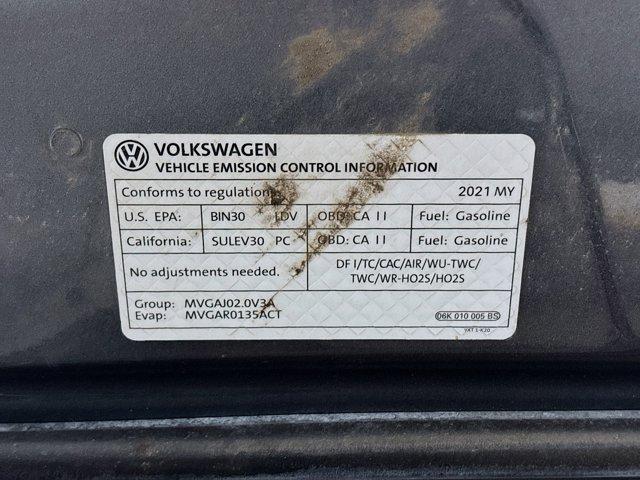 VOLKSWAGEN
VEHICLE EMISSION CONTROL INFORMATION
Conforms to regulations: 2021 MY
U.S. EPA: BIN30 LDV OBD: CA II Fuel: Gasoline
California: SULEV30 PC OBD: CA II Fuel: Gasoline
No adjustments needed.
DF I/TC/CAC/AIR/WU-TWC/
TWC/WR-HO2S/HO2S
Group: MVGAJ02.0V3A
Evap: MVGAR0135ACT
06K 010 005 BS